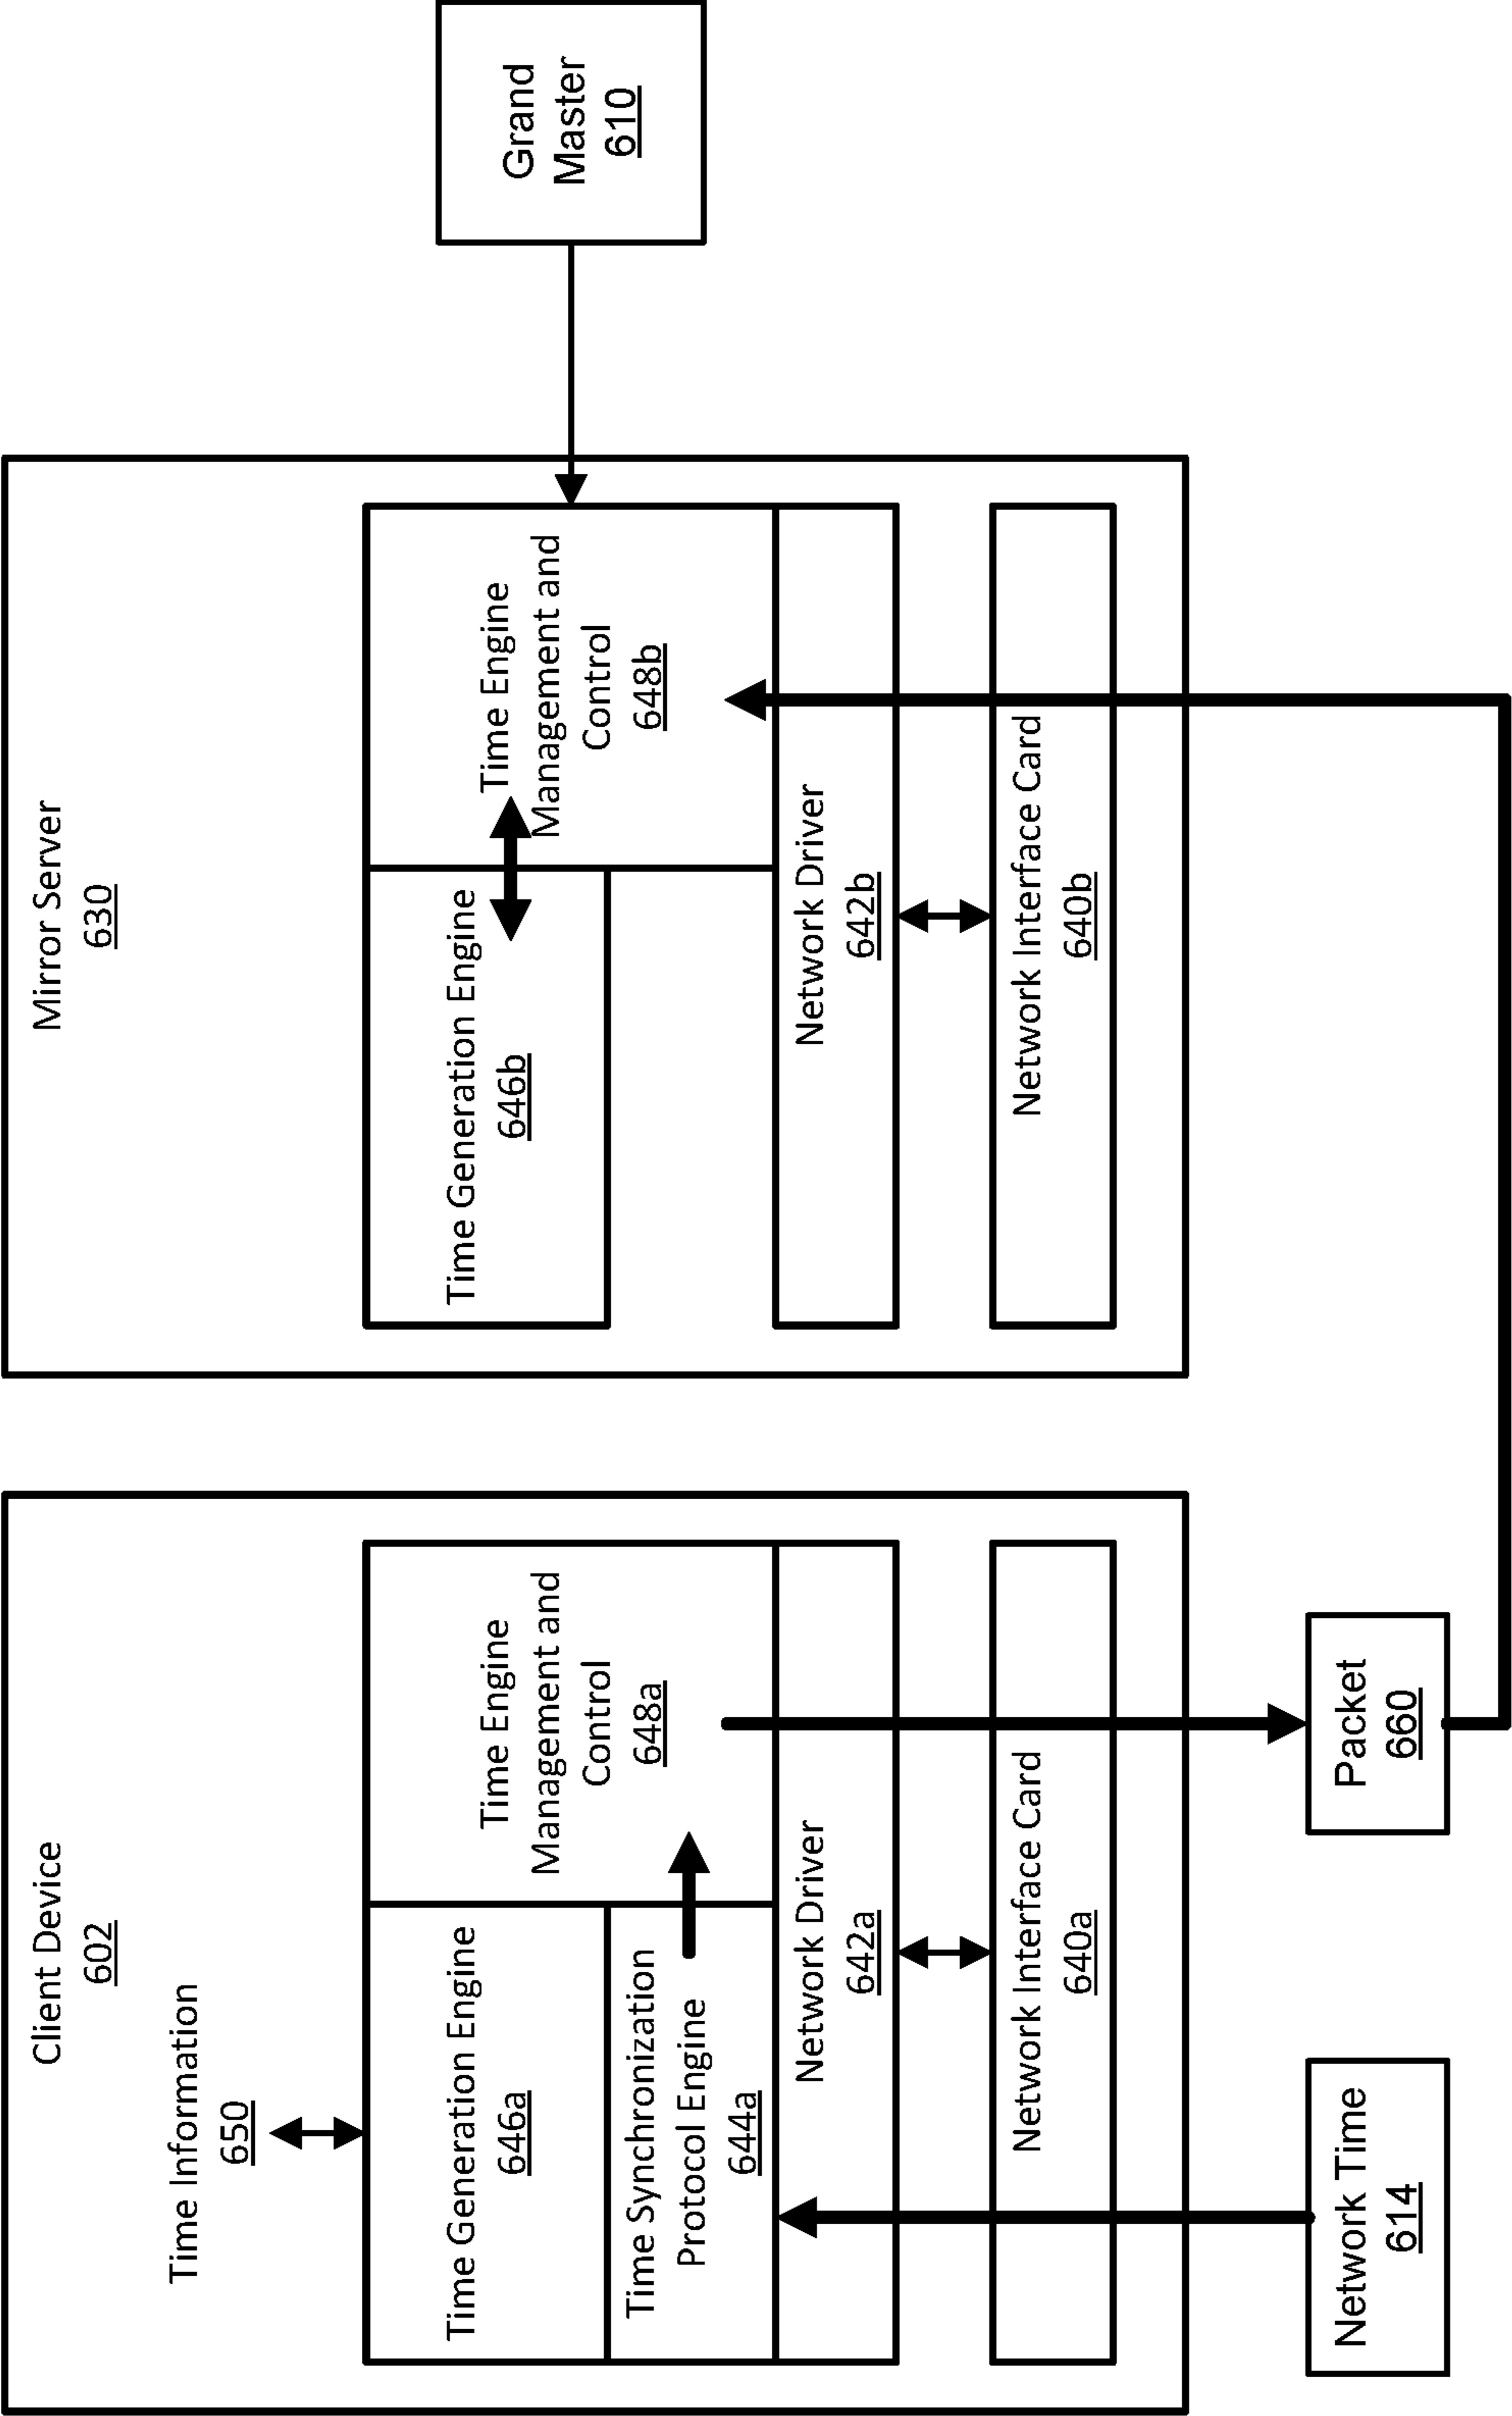 Client Device
602
Time Information
650
Time Generation Engine
646a
Time Synchronization
Protocol Engine
644a
Time Engine
Management and
Control
648a
Network Driver
642a
Network Interface Card
640a
Network Time
614
Packet
660
Mirror Server
630
Time Generation Engine
646b
Time Engine
Management and
Control
648b
Network Driver
642b
Network Interface Card
640b
Grand
Master
610